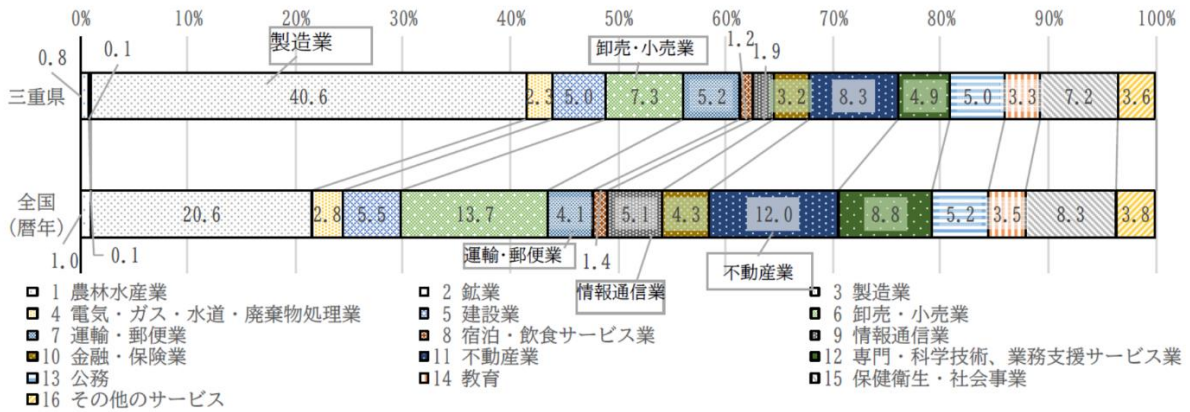 0% 10% 20% 30% 40% 50% 60% 70% 80% 90% 100%
製造業 卸売・小売業 1.2 1.9
0.8 0.1
三重県 40.6 2.3 5.0 7.3 5.2 3.2 8.3 4.9 5.0 3.3 7.2 3.6
全国
(暦年) 20.6 2.8 5.5 13.7 4.1 5.1 4.3 12.0 8.8 5.2 3.5 8.3 3.8
1.0 0.1 運輸・郵便業 1.4 情報通信業 不動産業
1 農林水産業 2 鉱業 3 製造業
4 電気・ガス・水道・廃棄物処理業 5 建設業 6 卸売・小売業
7 運輸・郵便業 8 宿泊・飲食サービス業 9 情報通信業
10 金融・保険業 11 不動産業 12 専門・科学技術、業務支援サービス業
13 公務 14 教育 15 保健衛生・社会事業
16 その他のサービス